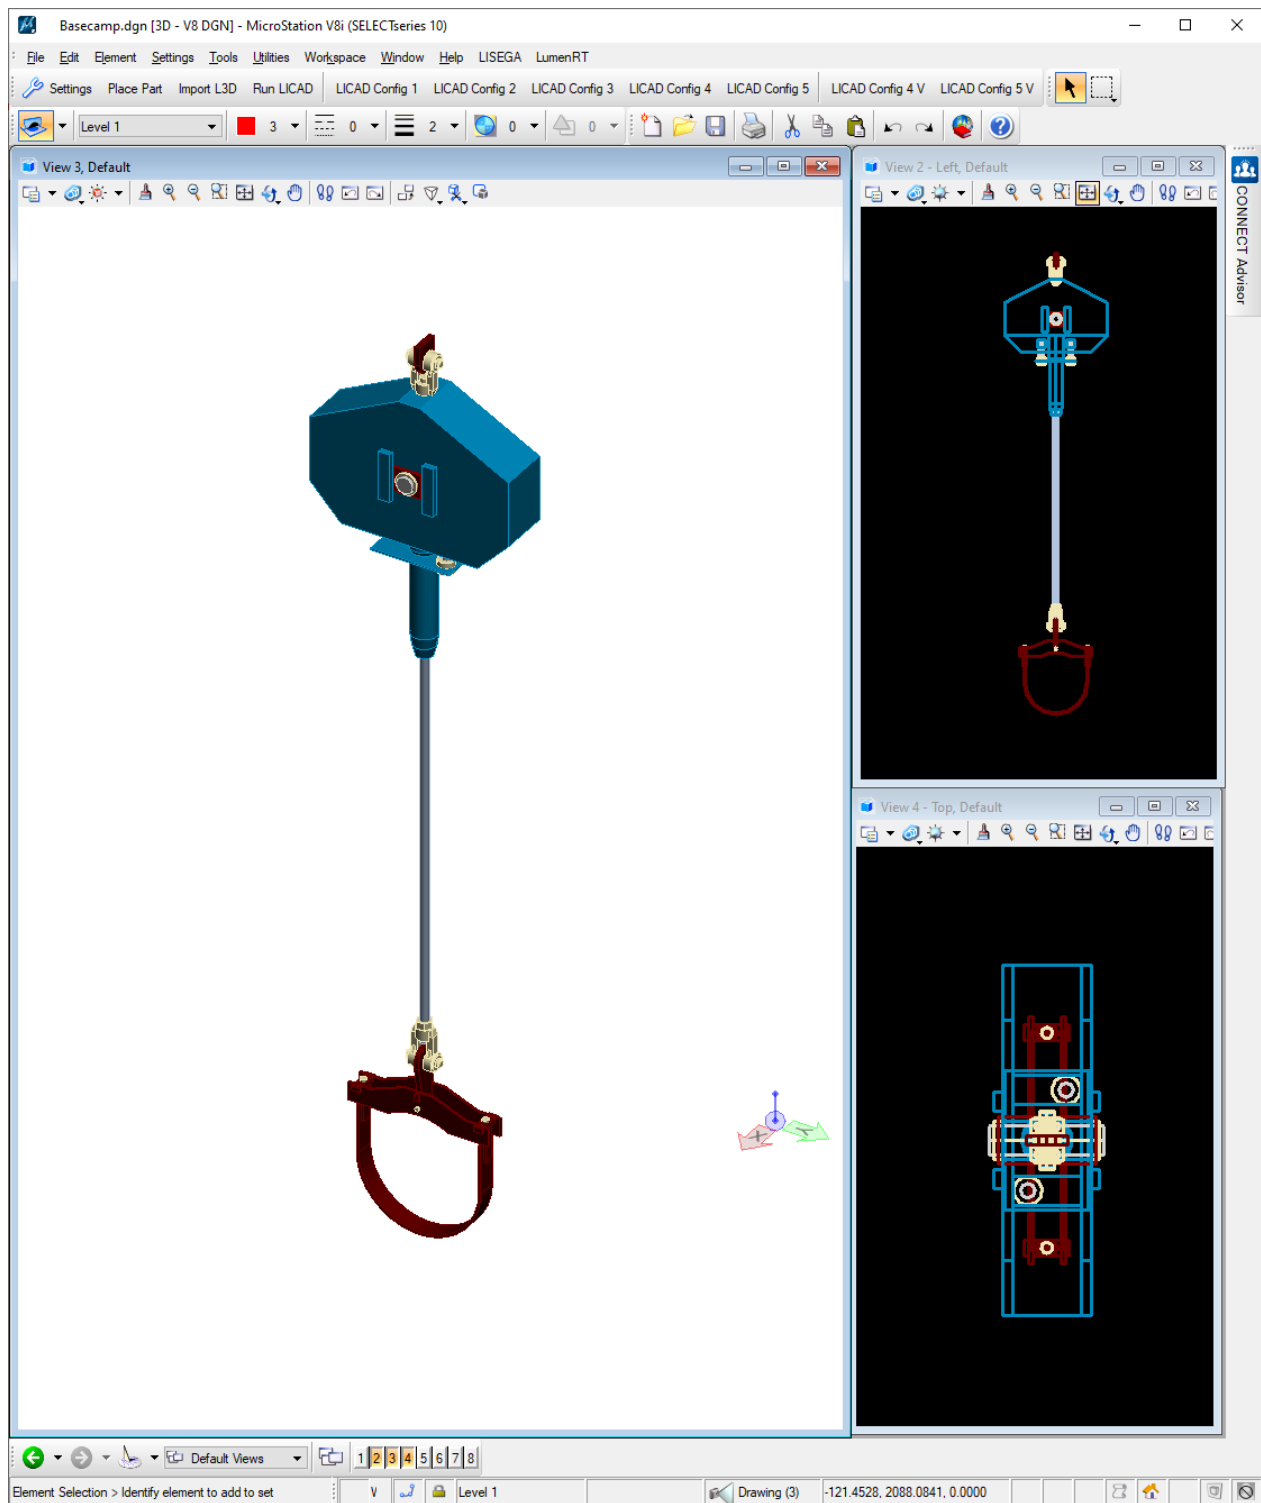 Basecamp.dgn [3D - V8 DGN] - MicroStation V8i (SELECTseries 10)
File Edit Element Settings Tools Utilities Workspace Window Help LISEGA LumenRT
Settings Place Part Import L3D Run LICAD LICAD Config 1 LICAD Config 2 LICAD Config 3 LICAD Config 4 LICAD Config 5 LICAD Config 4 V LICAD Config 5 V
Level 1 3 0 2 0 0
View 3, Default
View 2 - Left, Default
CONNECT Advisor
View 4 - Top, Default
X Y
Default Views 1 2 3 4 5 6 7 8
Element Selection > Identify element to add to set V Level 1 Drawing (3) -121.4528, 2088.0841, 0.0000